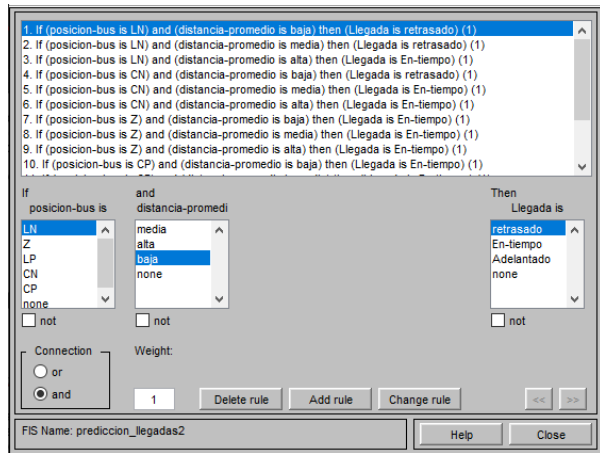 1. If (posicion-bus is LN) and (distancia-promedio is baja) then (Llegada is retrasado) (1)
2. If (posicion-bus is LN) and (distancia-promedio is media) then (Llegada is retrasado) (1)
3. If (posicion-bus is LN) and (distancia-promedio is alta) then (Llegada is En-tiempo) (1)
4. If (posicion-bus is CN) and (distancia-promedio is baja) then (Llegada is retrasado) (1)
5. If (posicion-bus is CN) and (distancia-promedio is media) then (Llegada is En-tiempo) (1)
6. If (posicion-bus is CN) and (distancia-promedio is alta) then (Llegada is En-tiempo) (1)
7. If (posicion-bus is Z) and (distancia-promedio is baja) then (Llegada is En-tiempo) (1)
8. If (posicion-bus is Z) and (distancia-promedio is media) then (Llegada is En-tiempo) (1)
9. If (posicion-bus is Z) and (distancia-promedio is alta) then (Llegada is En-tiempo) (1)
10. If (posicion-bus is CP) and (distancia-promedio is baja) then (Llegada is En-tiempo) (1)
If and Then
posicion-bus is distancia-promedi Llegada is
LN media retrasado
Z alta En-tiempo
LP baja Adelantado
CN none none
CP
none
not not not
Connection Weight:
or
and 1 Delete rule Add rule Change rule << >>
FIS Name: prediccion_llegadas2 Help Close